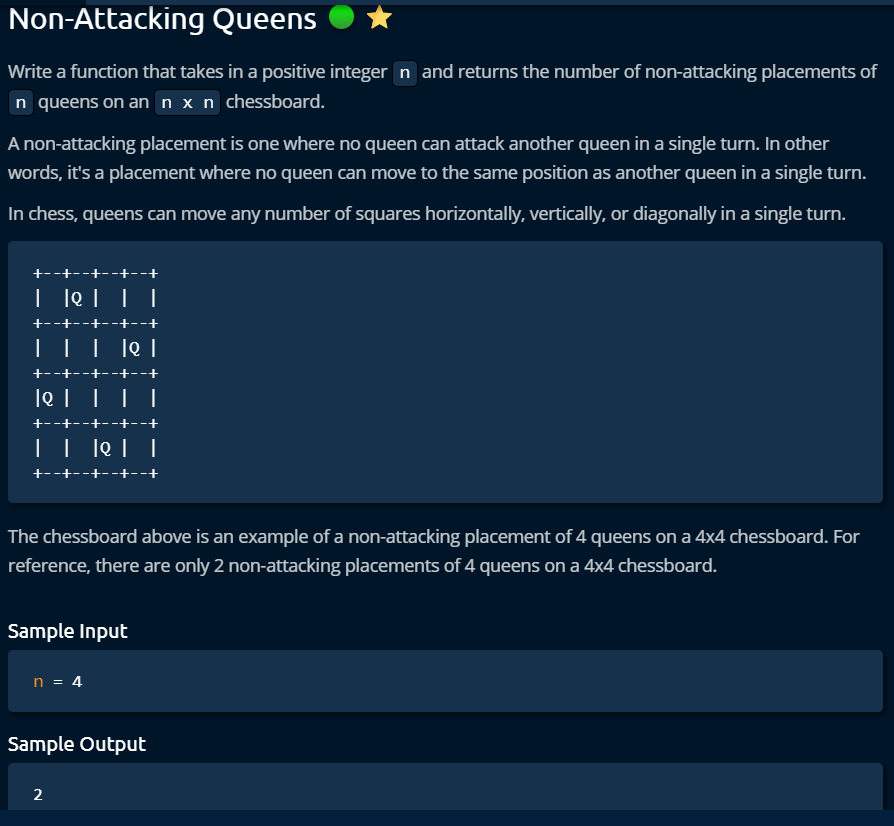 Non-Attacking Queens
Write a function that takes in a positive integer n and returns the number of non-attacking placements of
n queens on an n x n chessboard.
A non-attacking placement is one where no queen can attack another queen in a single turn. In other
words, it's a placement where no queen can move to the same position as another queen in a single turn.
In chess, queens can move any number of squares horizontally, vertically, or diagonally in a single turn.
+--+--+--+--+
|  |Q |  |  |
+--+--+--+--+
|  |  |  |Q |
+--+--+--+--+
|Q |  |  |  |
+--+--+--+--+
|  |  |Q |  |
+--+--+--+--+
The chessboard above is an example of a non-attacking placement of 4 queens on a 4x4 chessboard. For
reference, there are only 2 non-attacking placements of 4 queens on a 4x4 chessboard.
Sample Input
n = 4
Sample Output
2